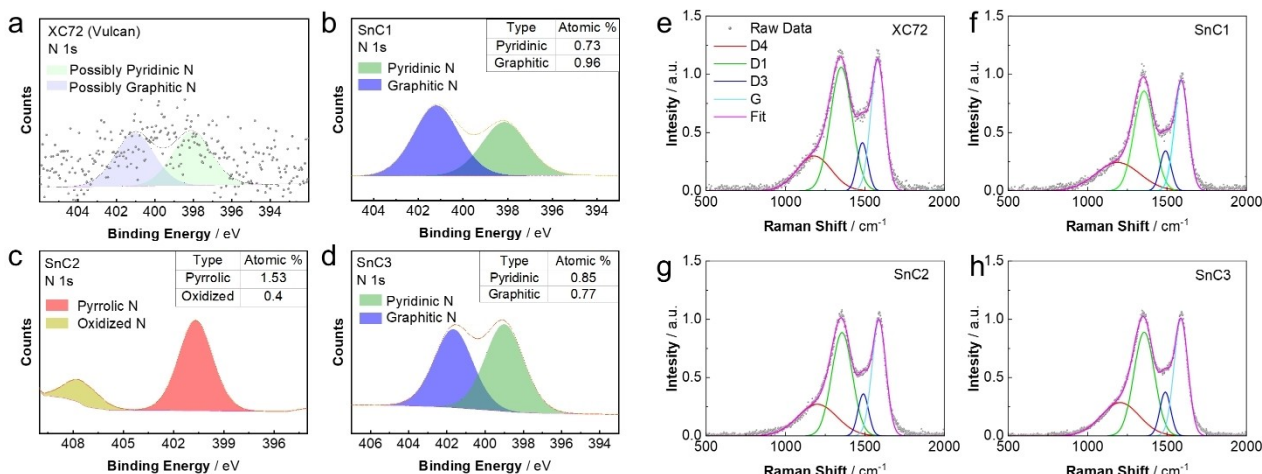 a
XC72 (Vulcan)
N 1s
Possibly Pyridinic N
Possibly Graphitic N
Counts
404 402 400 398 396 394
Binding Energy / eV
b
SnC1
N 1s
Type Atomic %
Pyridinic 0.73
Graphitic 0.96
Pyridinic N
Graphitic N
Counts
404 402 400 398 396 394
Binding Energy / eV
c
SnC2
N 1s
Type Atomic %
Pyrrolic 1.53
Oxidized 0.4
Pyrrolic N
Oxidized N
Counts
408 405 402 399 396
Binding Energy / eV
d
SnC3
N 1s
Type Atomic %
Pyridinic 0.85
Graphitic 0.77
Pyridinic N
Graphitic N
Counts
406 404 402 400 398 396 394
Binding Energy / eV
e
XC72
Raw Data
D4
D1
D3
G
Fit
Intesity / a.u.
1.5
1.0
0.5
0.0
500 1000 1500 2000
Raman Shift / cm⁻¹
f
SnC1
Intesity / a.u.
1.5
1.0
0.5
0.0
500 1000 1500 2000
Raman Shift / cm⁻¹
g
SnC2
Intesity / a.u.
1.5
1.0
0.5
0.0
500 1000 1500 2000
Raman Shift / cm⁻¹
h
SnC3
Intesity / a.u.
1.5
1.0
0.5
0.0
500 1000 1500 2000
Raman Shift / cm⁻¹